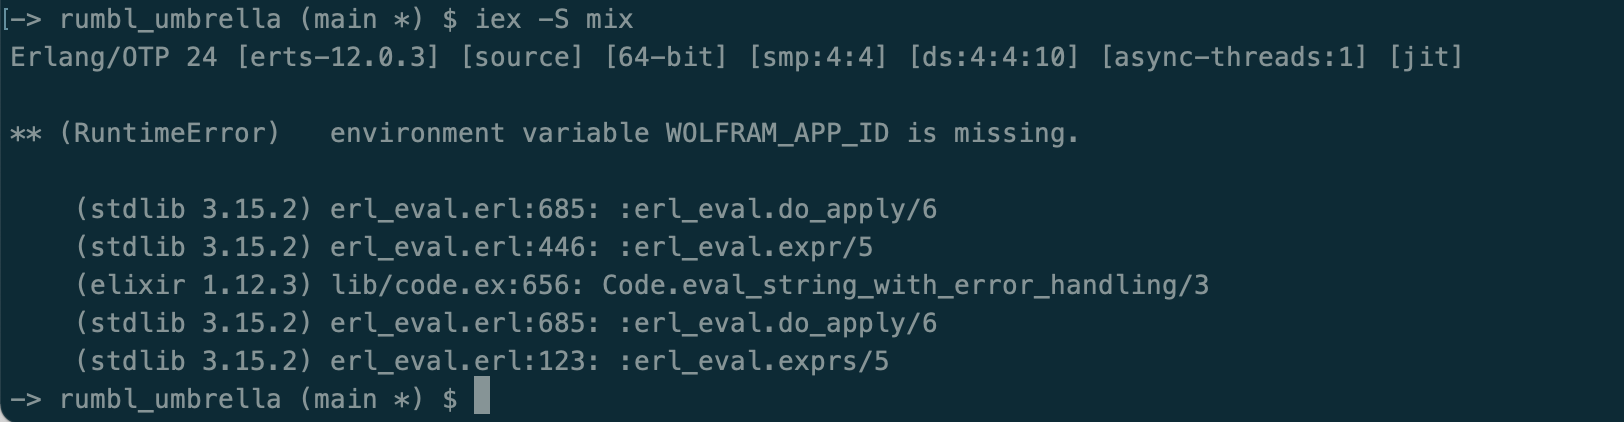 [-> rumbl_umbrella (main *) $ iex -S mix
Erlang/OTP 24 [erts-12.0.3] [source] [64-bit] [smp:4:4] [ds:4:4:10] [async-threads:1] [jit]
** (RuntimeError)   environment variable WOLFRAM_APP_ID is missing.
    (stdlib 3.15.2) erl_eval.erl:685: :erl_eval.do_apply/6
    (stdlib 3.15.2) erl_eval.erl:446: :erl_eval.expr/5
    (elixir 1.12.3) lib/code.ex:656: Code.eval_string_with_error_handling/3
    (stdlib 3.15.2) erl_eval.erl:685: :erl_eval.do_apply/6
    (stdlib 3.15.2) erl_eval.erl:123: :erl_eval.exprs/5
-> rumbl_umbrella (main *) $